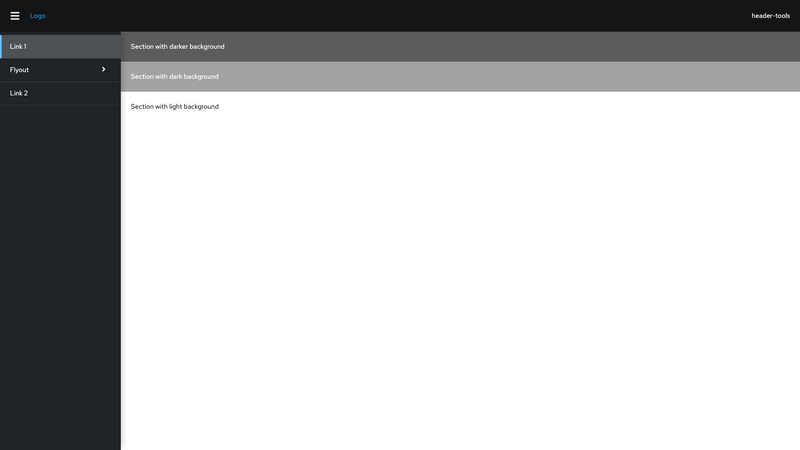 Logo
header-tools
Link 1
Flyout
Link 2
Section with darker background
Section with dark background
Section with light background